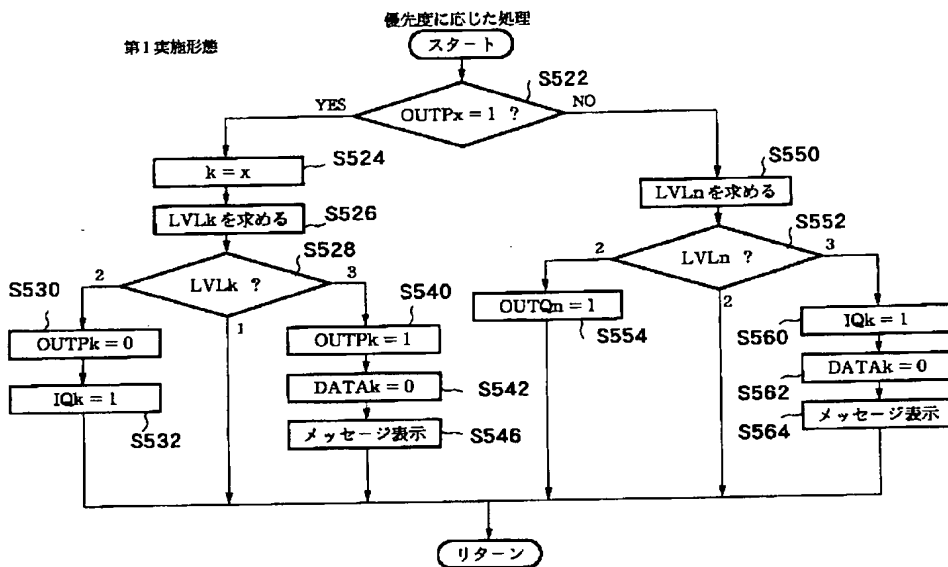 優先度に応じた処理
第1実施形態
スタート
S522
YES
OUTPx = 1 ?
NO
S524
k = x
S526
LVLkを求める
S528
2
LVLk ?
3
1
S530
OUTPk = 0
IQk = 1
S532
S540
OUTPk = 1
DATAk = 0
S542
メッセージ表示
S546
S550
LVLnを求める
S552
2
LVLn ?
3
2
OUTQn = 1
S554
IQk = 1
S560
DATAk = 0
S562
メッセージ表示
S564
リターン